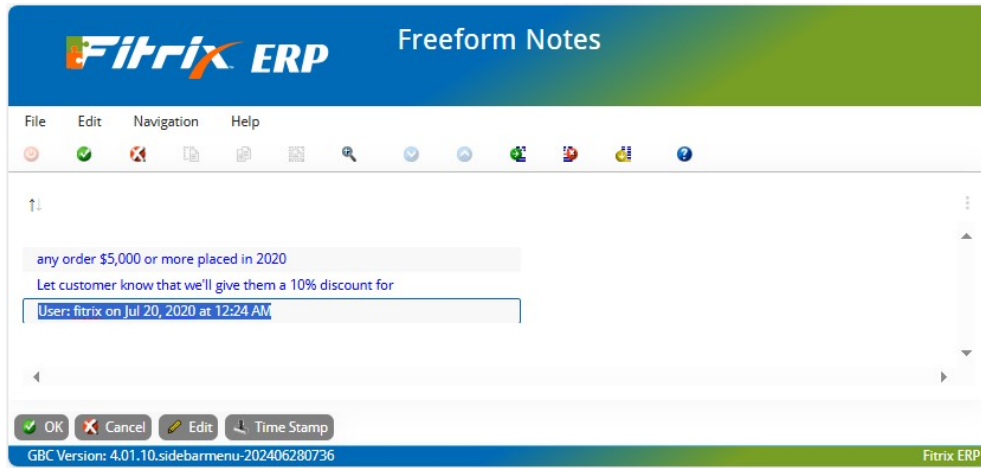 Fitrix ERP
Freeform Notes
File Edit Navigation Help
any order $5,000 or more placed in 2020
Let customer know that we'll give them a 10% discount for
User: fitrix on Jul 20, 2020 at 12:24 AM
OK Cancel Edit Time Stamp
GBC Version: 4.01.10.sidebarmenu-202406280736 Fitrix ERP